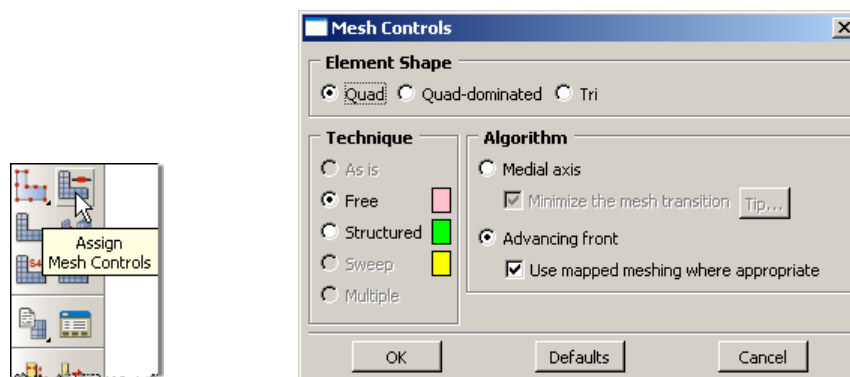 Assign
Mesh Controls
Mesh Controls
Element Shape
Quad Quad-dominated Tri
Technique
As is
Free
Structured
Sweep
Multiple
Algorithm
Medial axis
Minimize the mesh transition Tip...
Advancing front
Use mapped meshing where appropriate
OK Defaults Cancel